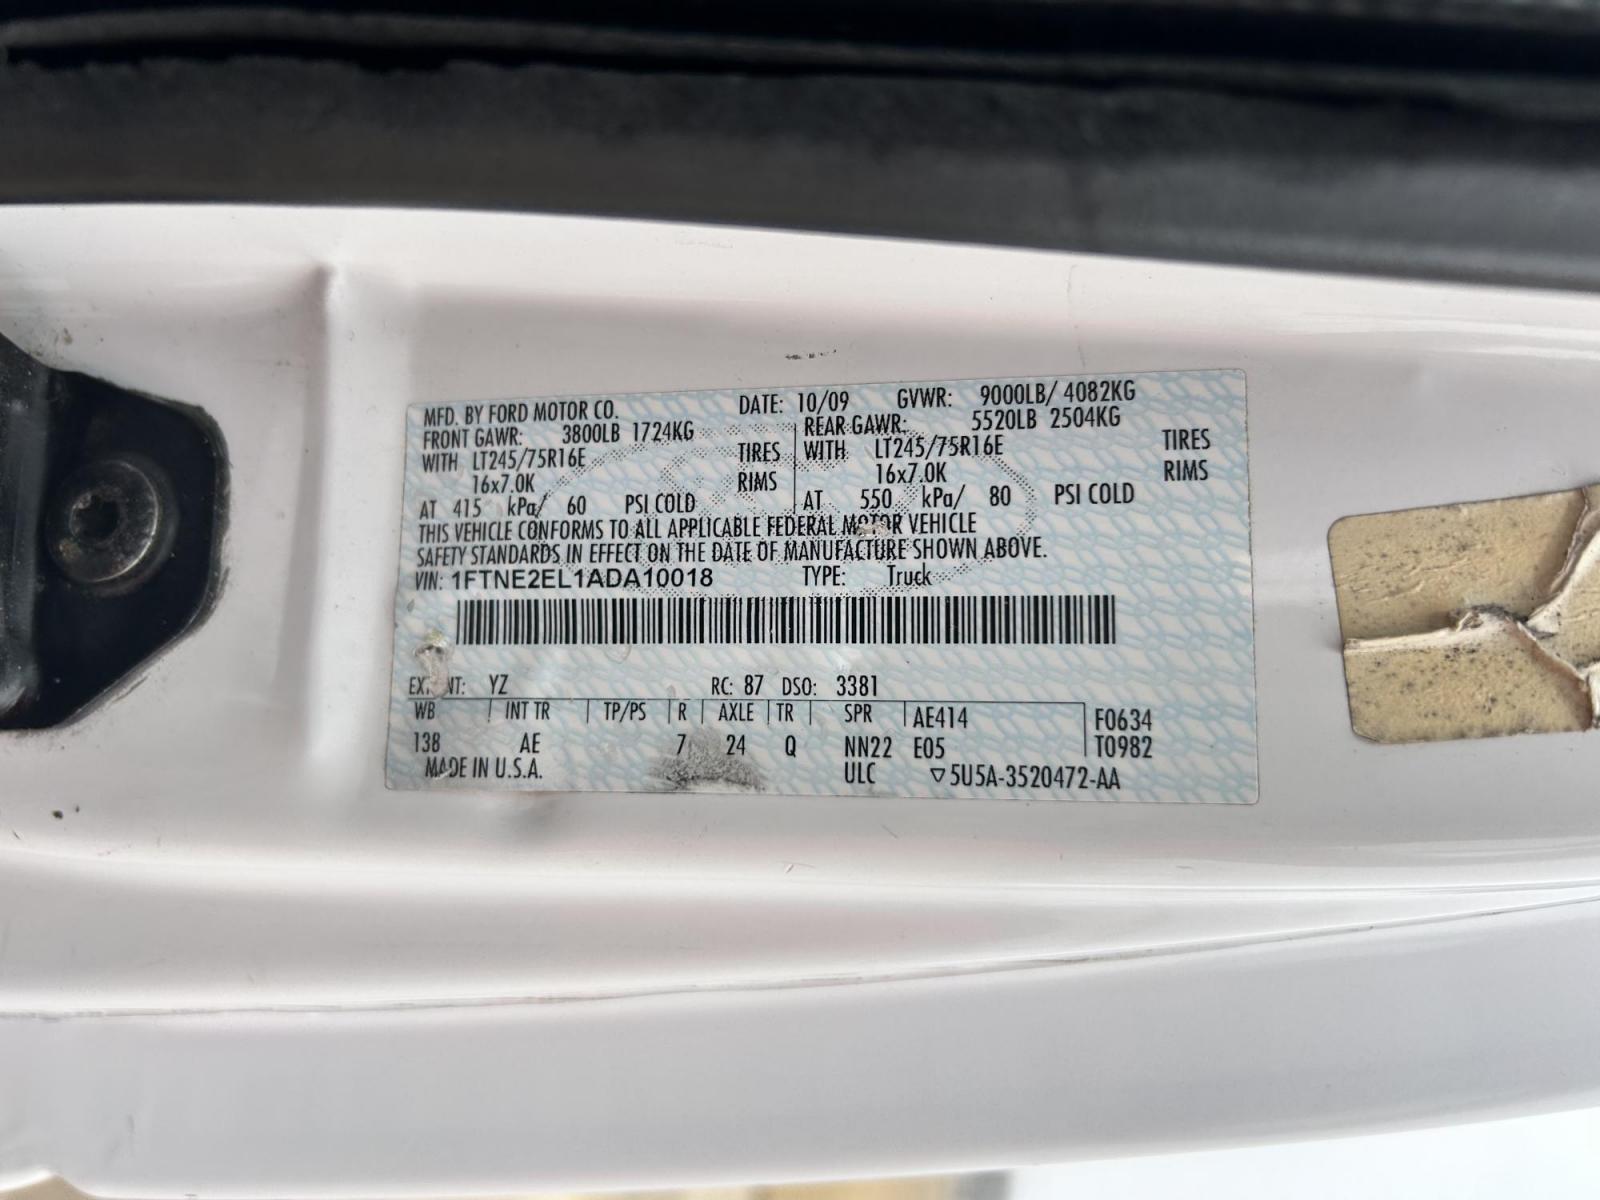 MFD. BY FORD MOTOR CO. DATE: 10/09 GVWR: 9000LB/ 4082KG
FRONT GAWR: 3800LB 1724KG REAR GAWR: 5520LB 2504KG
WITH LT245/75R16E TIRES WITH LT245/75R16E TIRES
16x7.0K RIMS 16x7.0K RIMS
AT 415 kPa/ 60 PSI COLD AT 550 kPa/ 80 PSI COLD
THIS VEHICLE CONFORMS TO ALL APPLICABLE FEDERAL MOTOR VEHICLE
SAFETY STANDARDS IN EFFECT ON THE DATE OF MANUFACTURE SHOWN ABOVE.
VIN: 1FTNE2EL1ADA10018 TYPE: Truck
YZ RC: 87 DSO: 3381
WB INT TR TP/PS R AXLE TR SPR AE414 F0634
138 AE 7 24 Q NN22 E05 T0982
MADE IN U.S.A. ULC ▽5U5A-3520472-AA